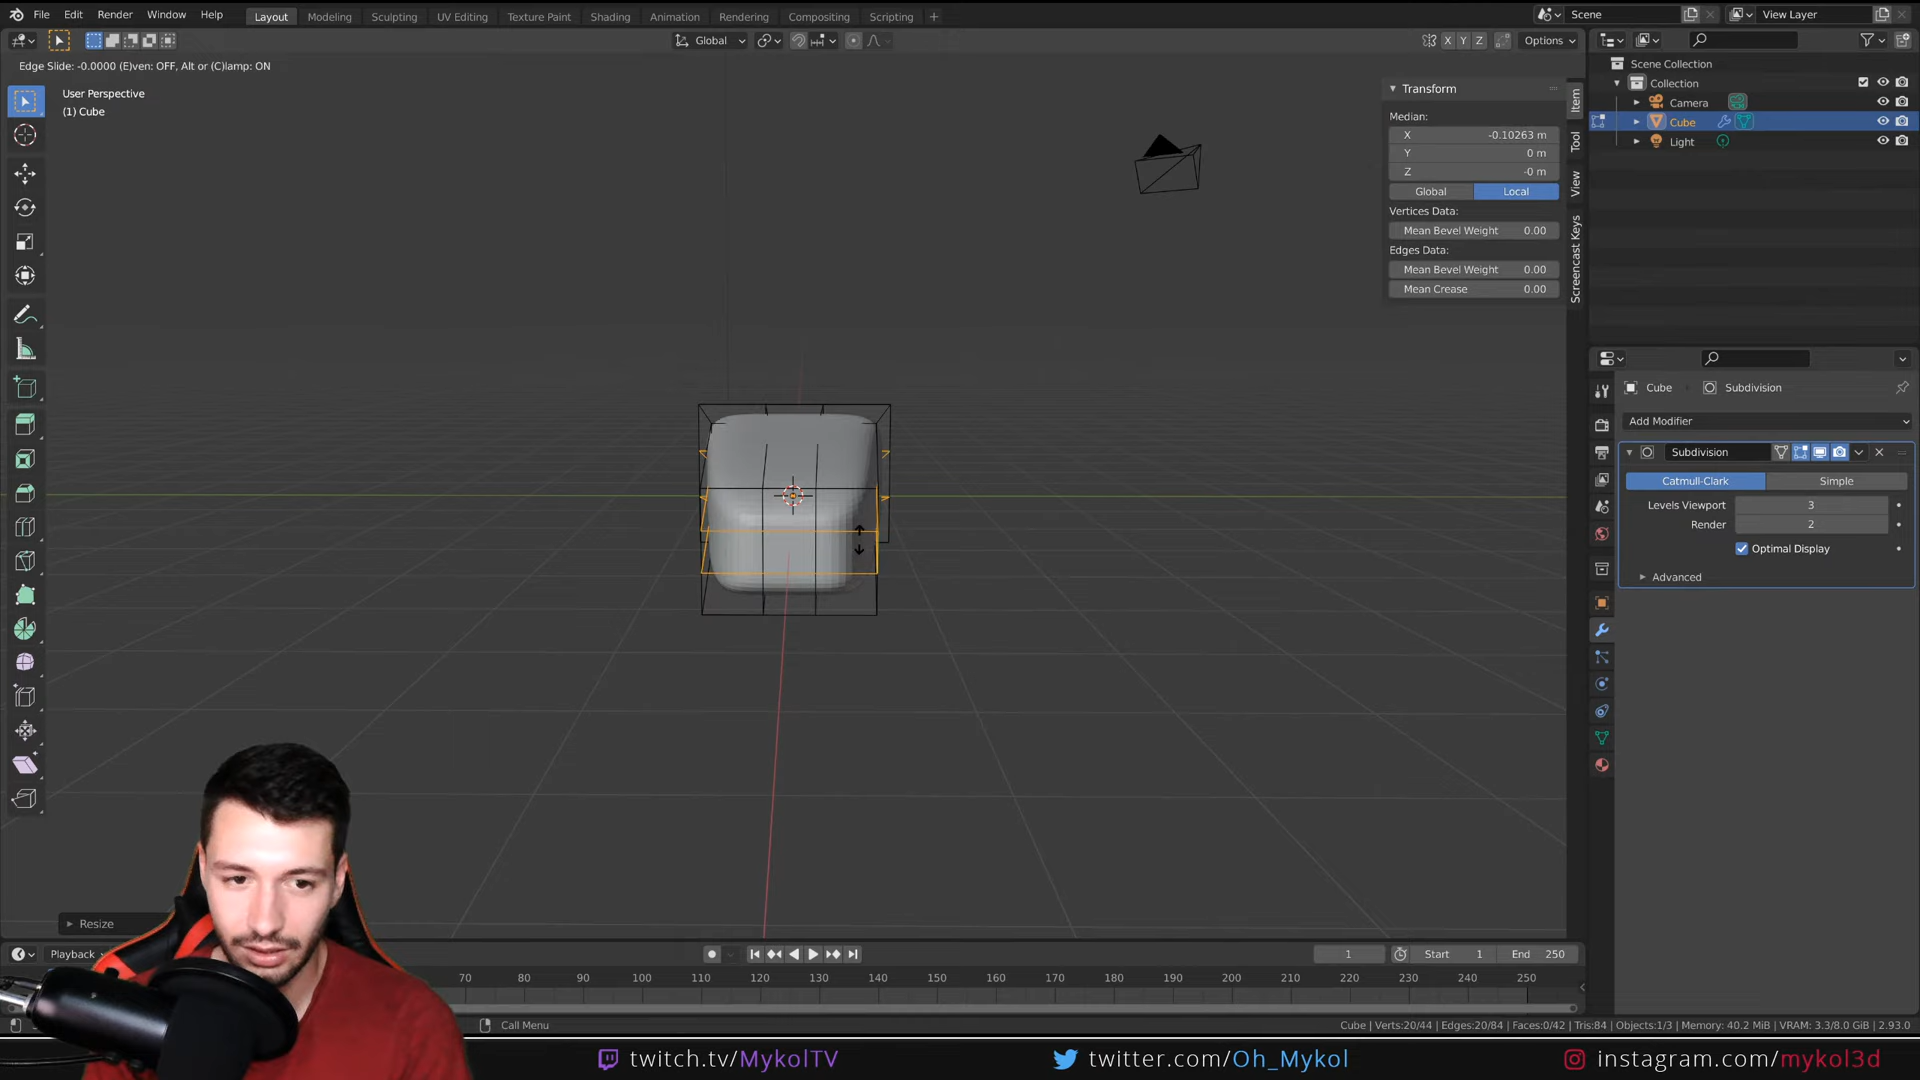 File Edit Render Window Help Layout Modeling Sculpting UV Editing Texture Paint Shading Animation Rendering Compositing Scripting + Scene View Layer
Global X Y Z Options
Edge Slide: -0.0000 (E)ven: OFF, Alt or (C)lamp: ON
User Perspective
(1) Cube
Transform
Median:
X -0.10263 m
Y 0 m
Z -0 m
Global Local
Vertices Data:
Mean Bevel Weight 0.00
Edges Data:
Mean Bevel Weight 0.00
Mean Crease 0.00
Item
Tool
View
Screencast Keys
Scene Collection
Collection
Camera
Cube
Light
Cube Subdivision
Add Modifier
Subdivision
Catmull-Clark Simple
Levels Viewport 3
Render 2
Optimal Display
Advanced
Resize
Playback 1 Start 1 End 250
70 80 90 100 110 120 130 140 150 160 170 180 190 200 210 220 230 240 250
Call Menu
Cube | Verts:20/44 | Edges:20/84 | Faces:0/42 | Tris:84 | Objects:1/3 | Memory: 40.2 MiB | VRAM: 3.3/8.0 GiB | 2.93.0
twitch.tv/MykolTV twitter.com/Oh_Mykol instagram.com/mykol3d